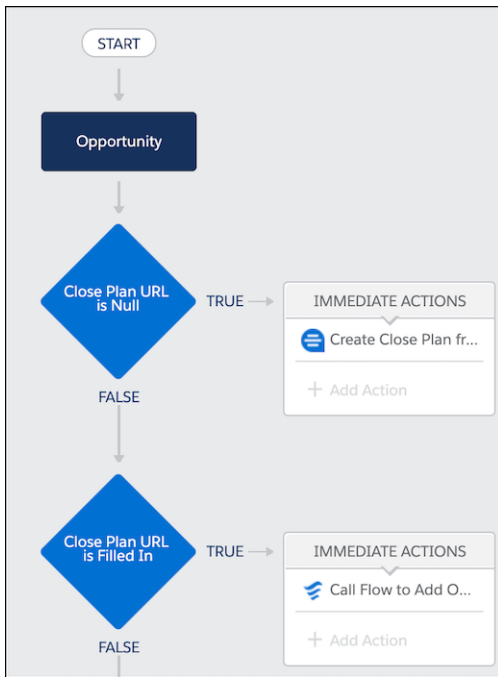 START
Opportunity
Close Plan URL
is Null
TRUE
IMMEDIATE ACTIONS
Create Close Plan fr...
+ Add Action
FALSE
Close Plan URL
is Filled In
TRUE
IMMEDIATE ACTIONS
Call Flow to Add O...
+ Add Action
FALSE